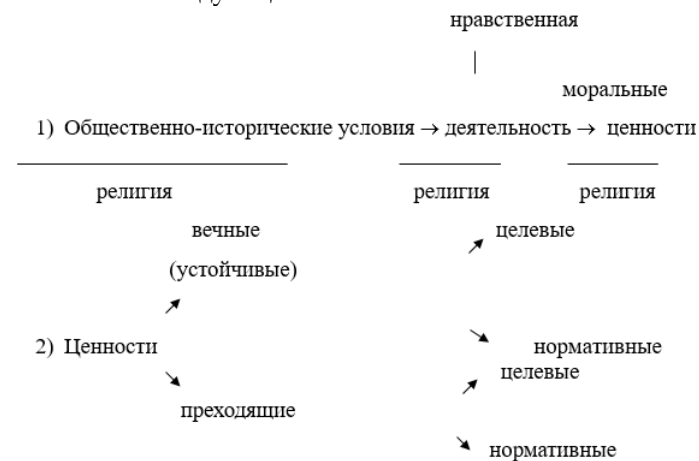 нравственная
|
моральные
1) Общественно-исторические условия → деятельность → ценности
религия религия религия
вечные целевые
(устойчивые)
2) Ценности нормативные
целевые
преходящие
нормативные